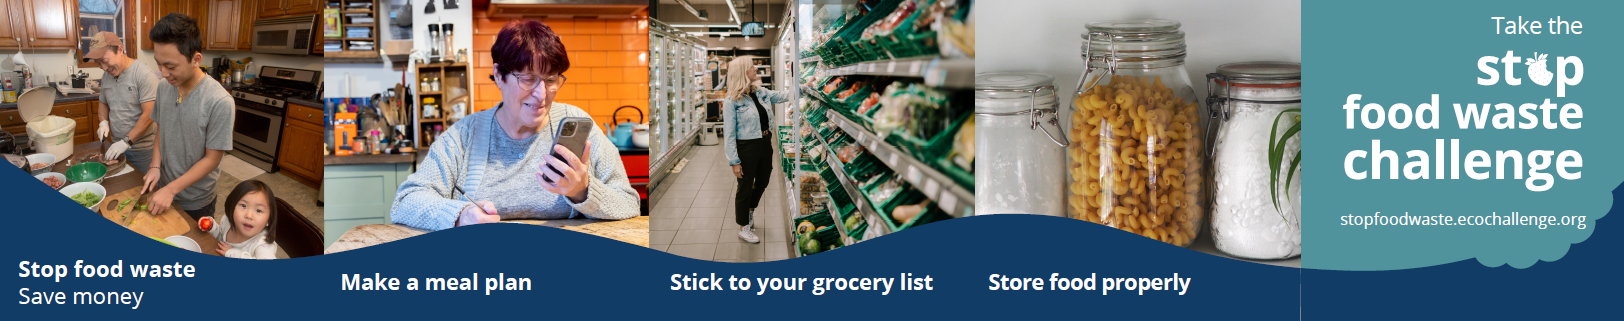 Stop food waste
Save money
Make a meal plan
Stick to your grocery list
Store food properly
Take the
stop
food waste
challenge
stopfoodwaste.ecochallenge.org